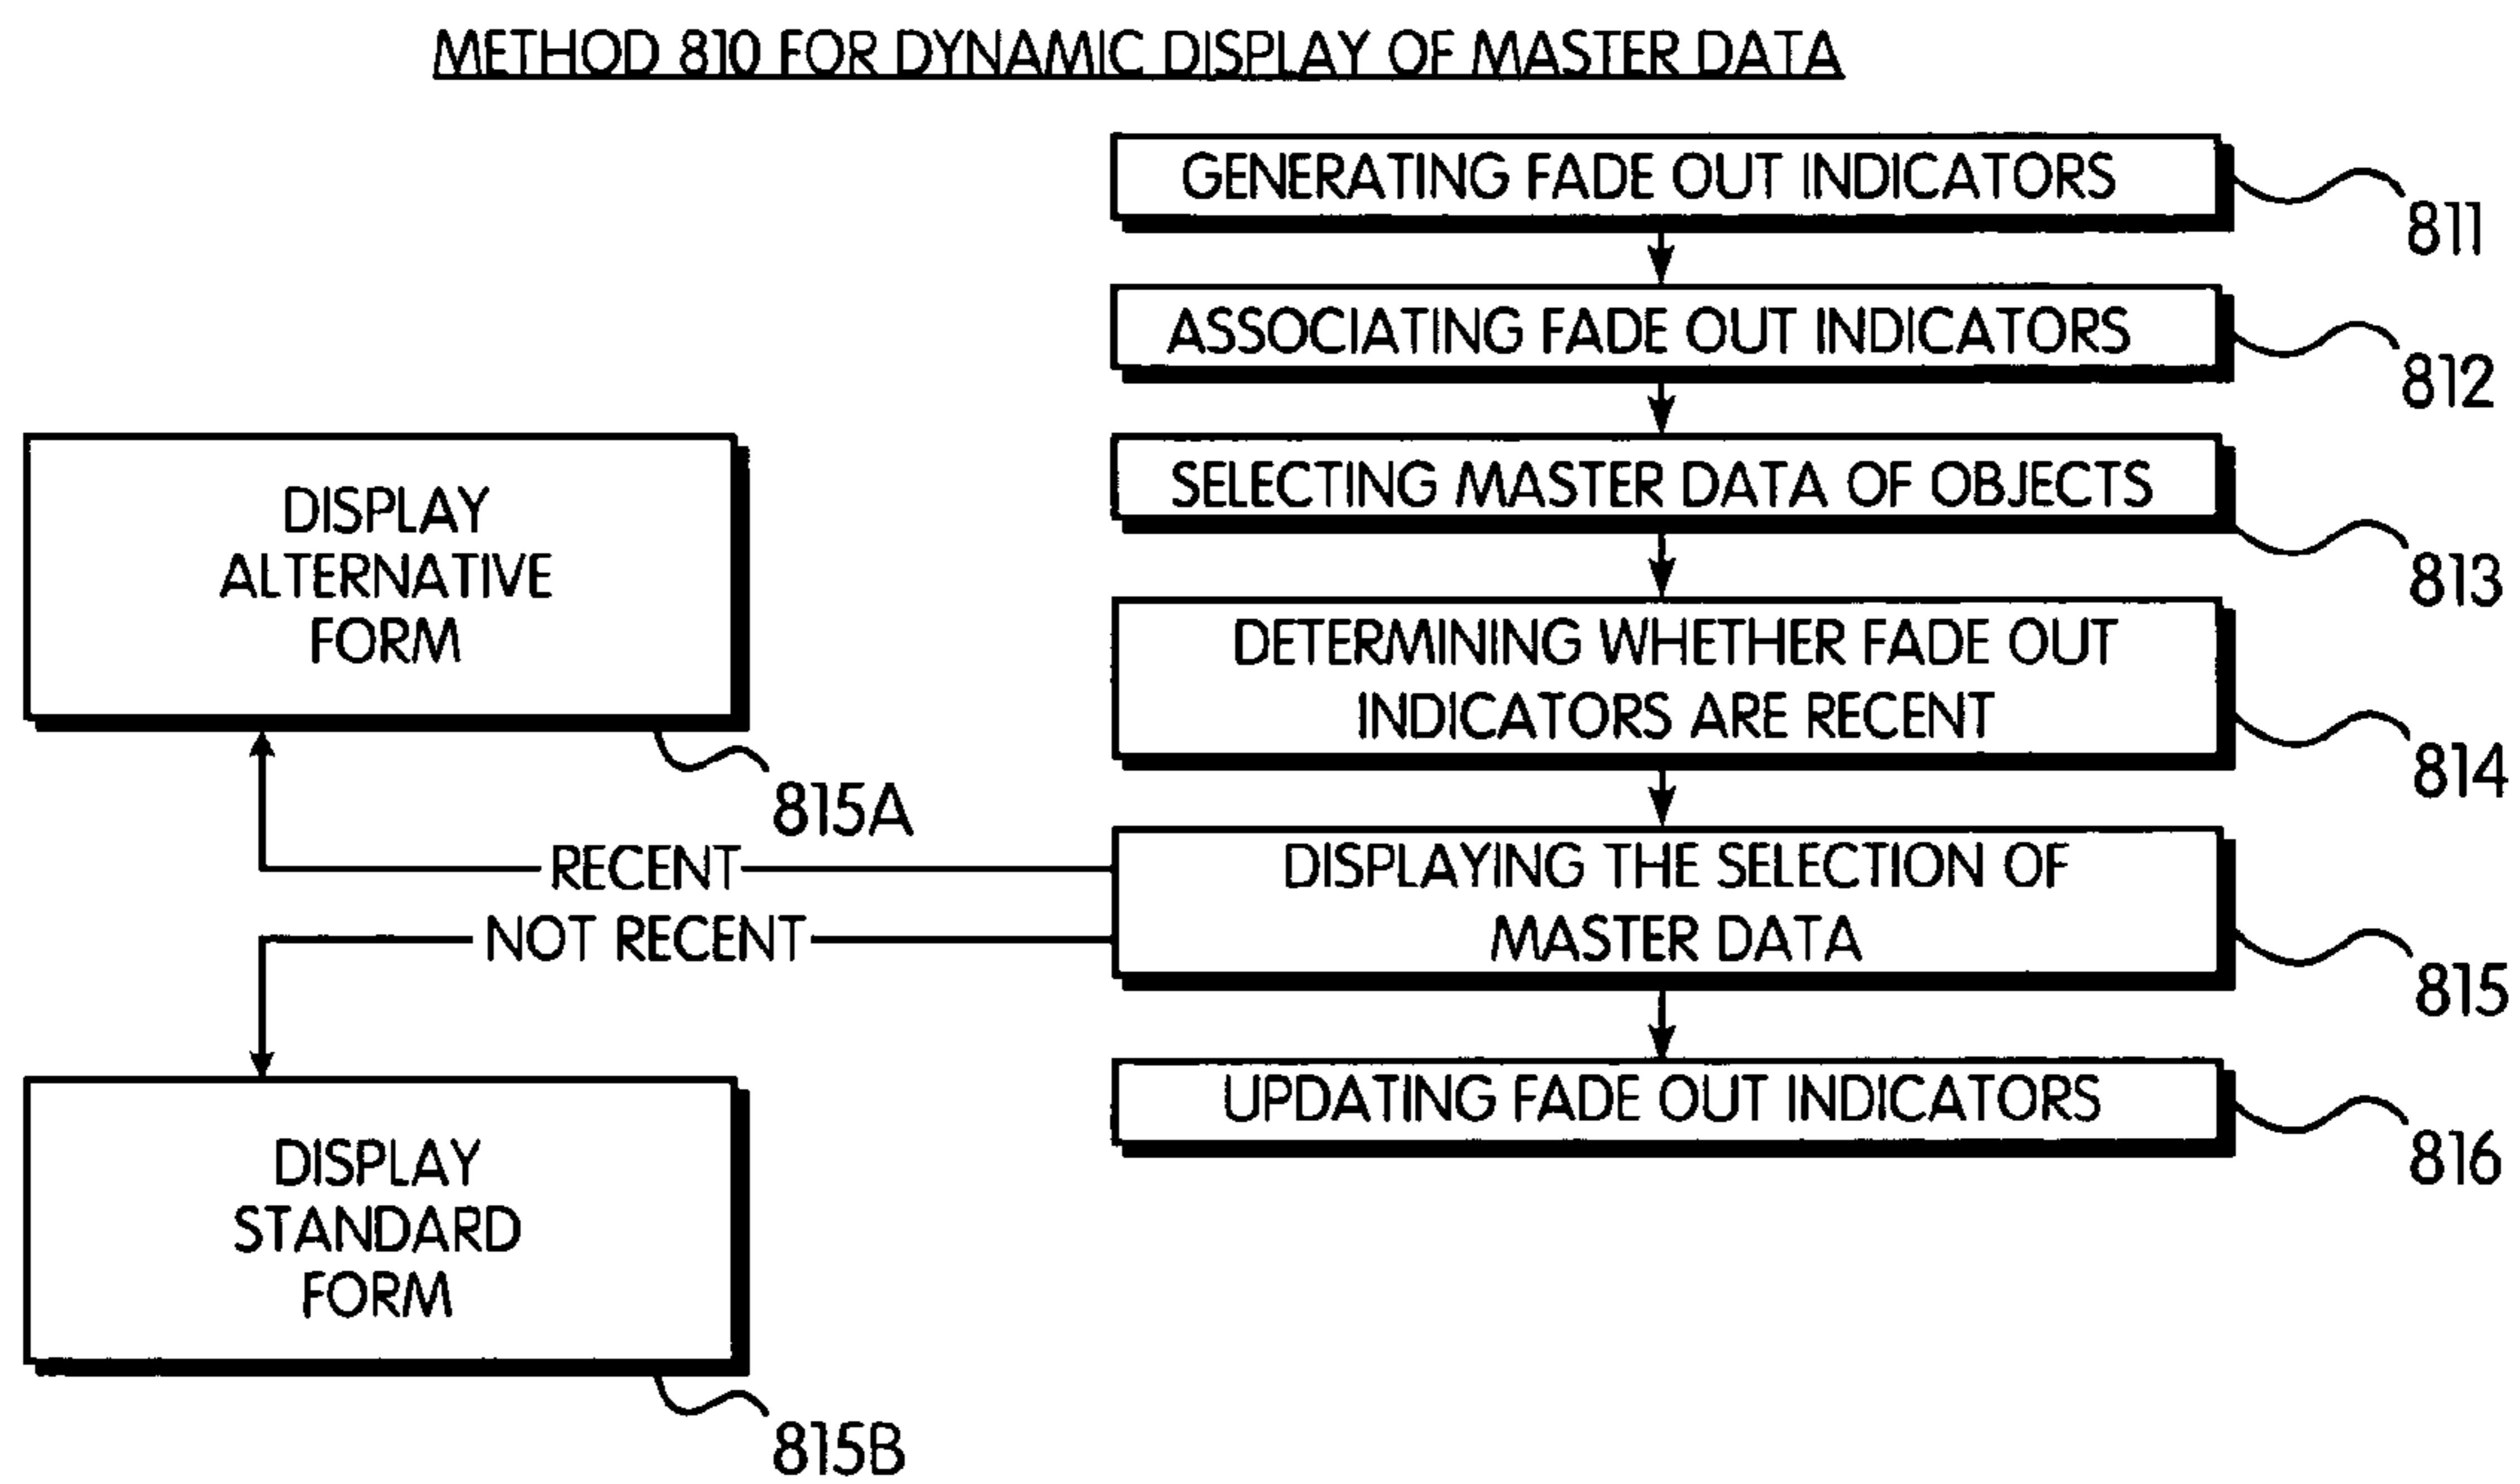 METHOD 810 FOR DYNAMIC DISPLAY OF MASTER DATA
GENERATING FADE OUT INDICATORS
811
ASSOCIATING FADE OUT INDICATORS
812
SELECTING MASTER DATA OF OBJECTS
813
DETERMINING WHETHER FADE OUT
INDICATORS ARE RECENT
814
DISPLAYING THE SELECTION OF
MASTER DATA
815
RECENT
NOT RECENT
DISPLAY
ALTERNATIVE
FORM
815A
DISPLAY
STANDARD
FORM
815B
UPDATING FADE OUT INDICATORS
816